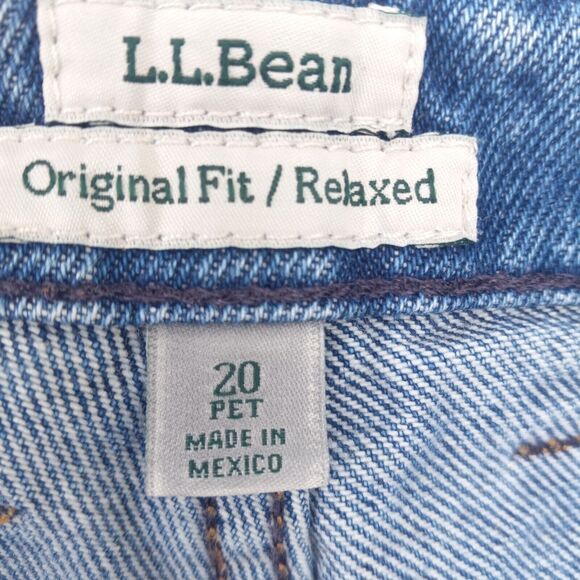 L.L.Bean
Original Fit / Relaxed
20
PET
MADE IN
MEXICO